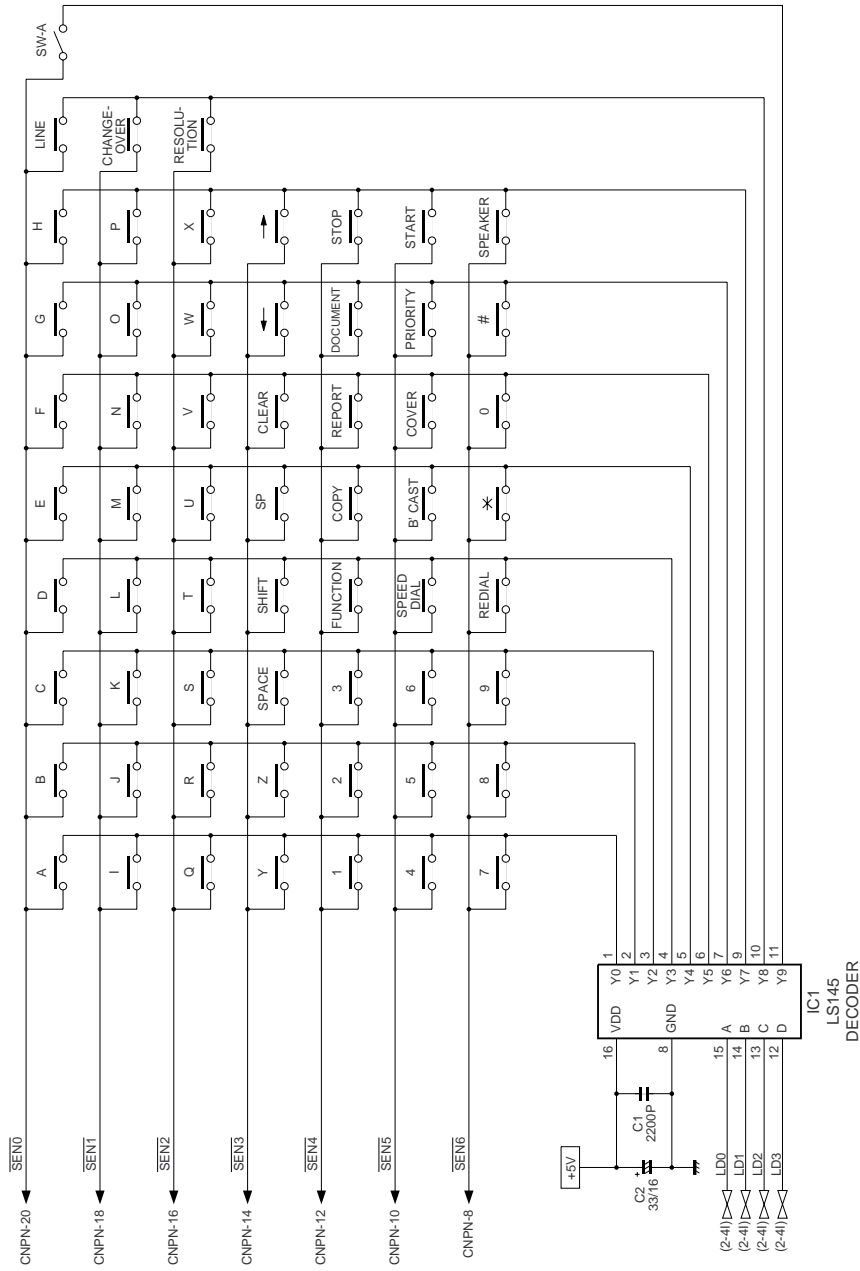 SW-A
LINE
CHANGE-
OVER
RESOLU-
TION
H
P
X
STOP
START
SPEAKER
G
O
W
DOCUMENT
PRIORITY
#
F
N
V
CLEAR
REPORT
COVER
0
E
M
U
SP
COPY
B' CAST
*
D
L
T
SHIFT
FUNCTION
SPEED
DIAL
REDIAL
C
K
S
SPACE
3
6
9
B
J
R
Z
2
5
8
A
I
Q
Y
1
4
7
SEN0
CNPN-20
SEN1
CNPN-18
SEN2
CNPN-16
SEN3
CNPN-14
SEN4
CNPN-12
SEN5
CNPN-10
SEN6
CNPN-8
1 Y0
2 Y1
3 Y2
4 Y3
5 Y4
6 Y5
7 Y6
9 Y7
10 Y8
11 Y9
VDD 16
GND 8
A 15
B 14
C 13
D 12
IC1
LS145
DECODER
C1
2200P
+5V
C2 +
33/16
LD0 (2-4I)
LD1 (2-4I)
LD2 (2-4I)
LD3 (2-4I)